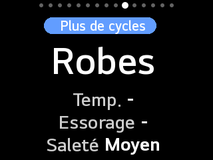 Plus de cycles
Robes
Temp. -
Essorage -
Saleté Moyen